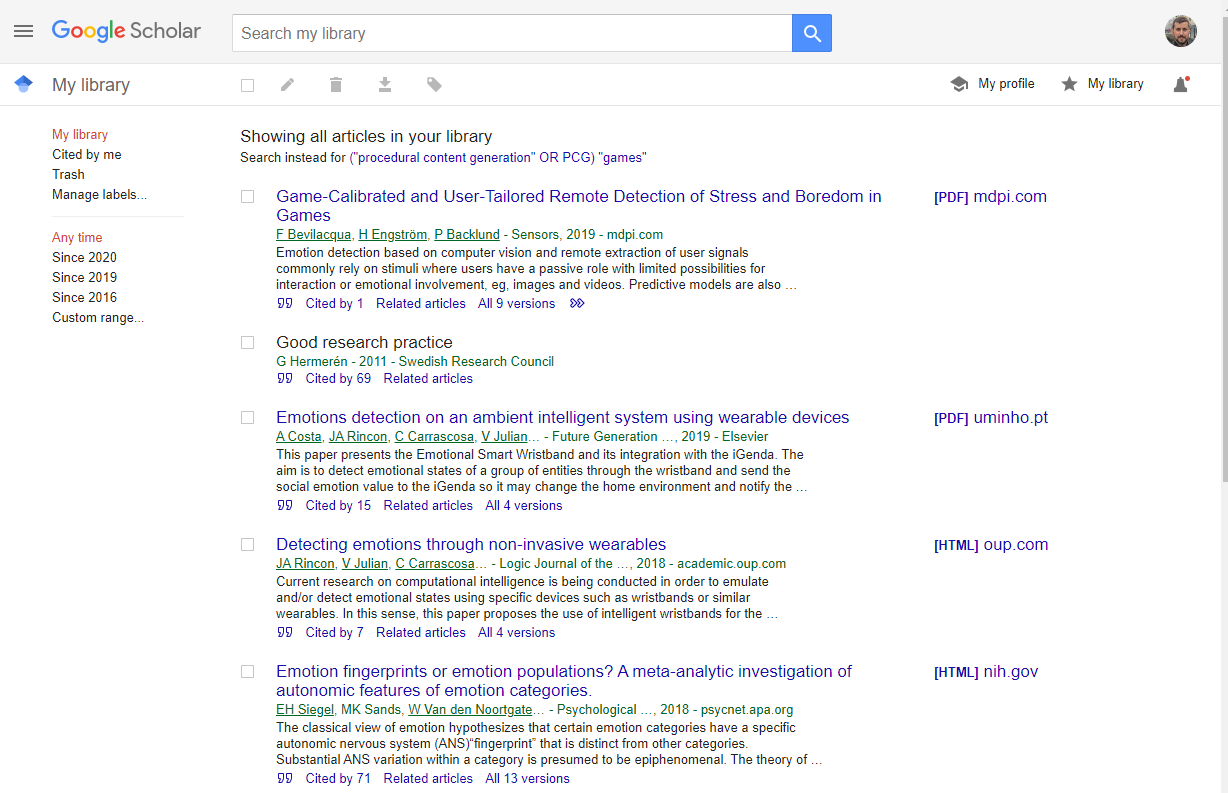 Google Scholar
Search my library
My library
My profile
My library
My library
Cited by me
Trash
Manage labels...
Any time
Since 2020
Since 2019
Since 2016
Custom range...
Showing all articles in your library
Search instead for ("procedural content generation" OR PCG) "games"
Game-Calibrated and User-Tailored Remote Detection of Stress and Boredom in
Games
[PDF] mdpi.com
F Bevilacqua, H Engström, P Backlund - Sensors, 2019 - mdpi.com
Emotion detection based on computer vision and remote extraction of user signals
commonly rely on stimuli where users have a passive role with limited possibilities for
interaction or emotional involvement, eg, images and videos. Predictive models are also …
Cited by 1 Related articles All 9 versions
Good research practice
G Hermerén - 2011 - Swedish Research Council
Cited by 69 Related articles
Emotions detection on an ambient intelligent system using wearable devices
[PDF] uminho.pt
A Costa, JA Rincon, C Carrascosa, V Julian… - Future Generation …, 2019 - Elsevier
This paper presents the Emotional Smart Wristband and its integration with the iGenda. The
aim is to detect emotional states of a group of entities through the wristband and send the
social emotion value to the iGenda so it may change the home environment and notify the …
Cited by 15 Related articles All 4 versions
Detecting emotions through non-invasive wearables
[HTML] oup.com
JA Rincon, V Julian, C Carrascosa… - Logic Journal of the …, 2018 - academic.oup.com
Current research on computational intelligence is being conducted in order to emulate
and/or detect emotional states using specific devices such as wristbands or similar
wearables. In this sense, this paper proposes the use of intelligent wristbands for the …
Cited by 7 Related articles All 4 versions
Emotion fingerprints or emotion populations? A meta-analytic investigation of
autonomic features of emotion categories.
[HTML] nih.gov
EH Siegel, MK Sands, W Van den Noortgate… - Psychological …, 2018 - psycnet.apa.org
The classical view of emotion hypothesizes that certain emotion categories have a specific
autonomic nervous system (ANS)“fingerprint” that is distinct from other categories.
Substantial ANS variation within a category is presumed to be epiphenomenal. The theory of …
Cited by 71 Related articles All 13 versions